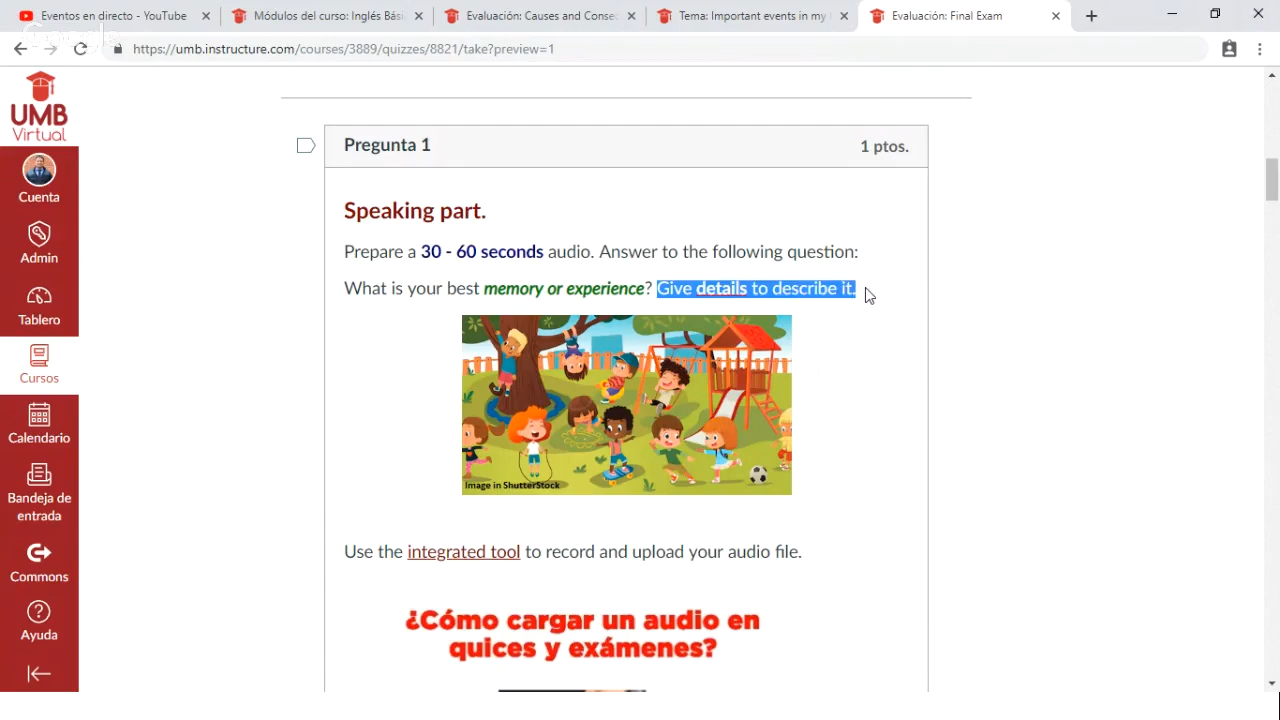 Eventos en directo - YouTube
Módulos del curso: Inglés Bási
Evaluación: Causes and Consec
Tema: Important events in my
Evaluación: Final Exam
https://umb.instructure.com/courses/3889/quizzes/8821/take?preview=1
UMB
Virtual
Cuenta
Admin
Tablero
Cursos
Calendario
Bandeja de
entrada
Commons
Ayuda
Pregunta 1
1 ptos.
Speaking part.
Prepare a 30 - 60 seconds audio. Answer to the following question:
What is your best memory or experience? Give details to describe it.
Image in ShutterStock
Use the integrated tool to record and upload your audio file.
¿Cómo cargar un audio en
quices y exámenes?